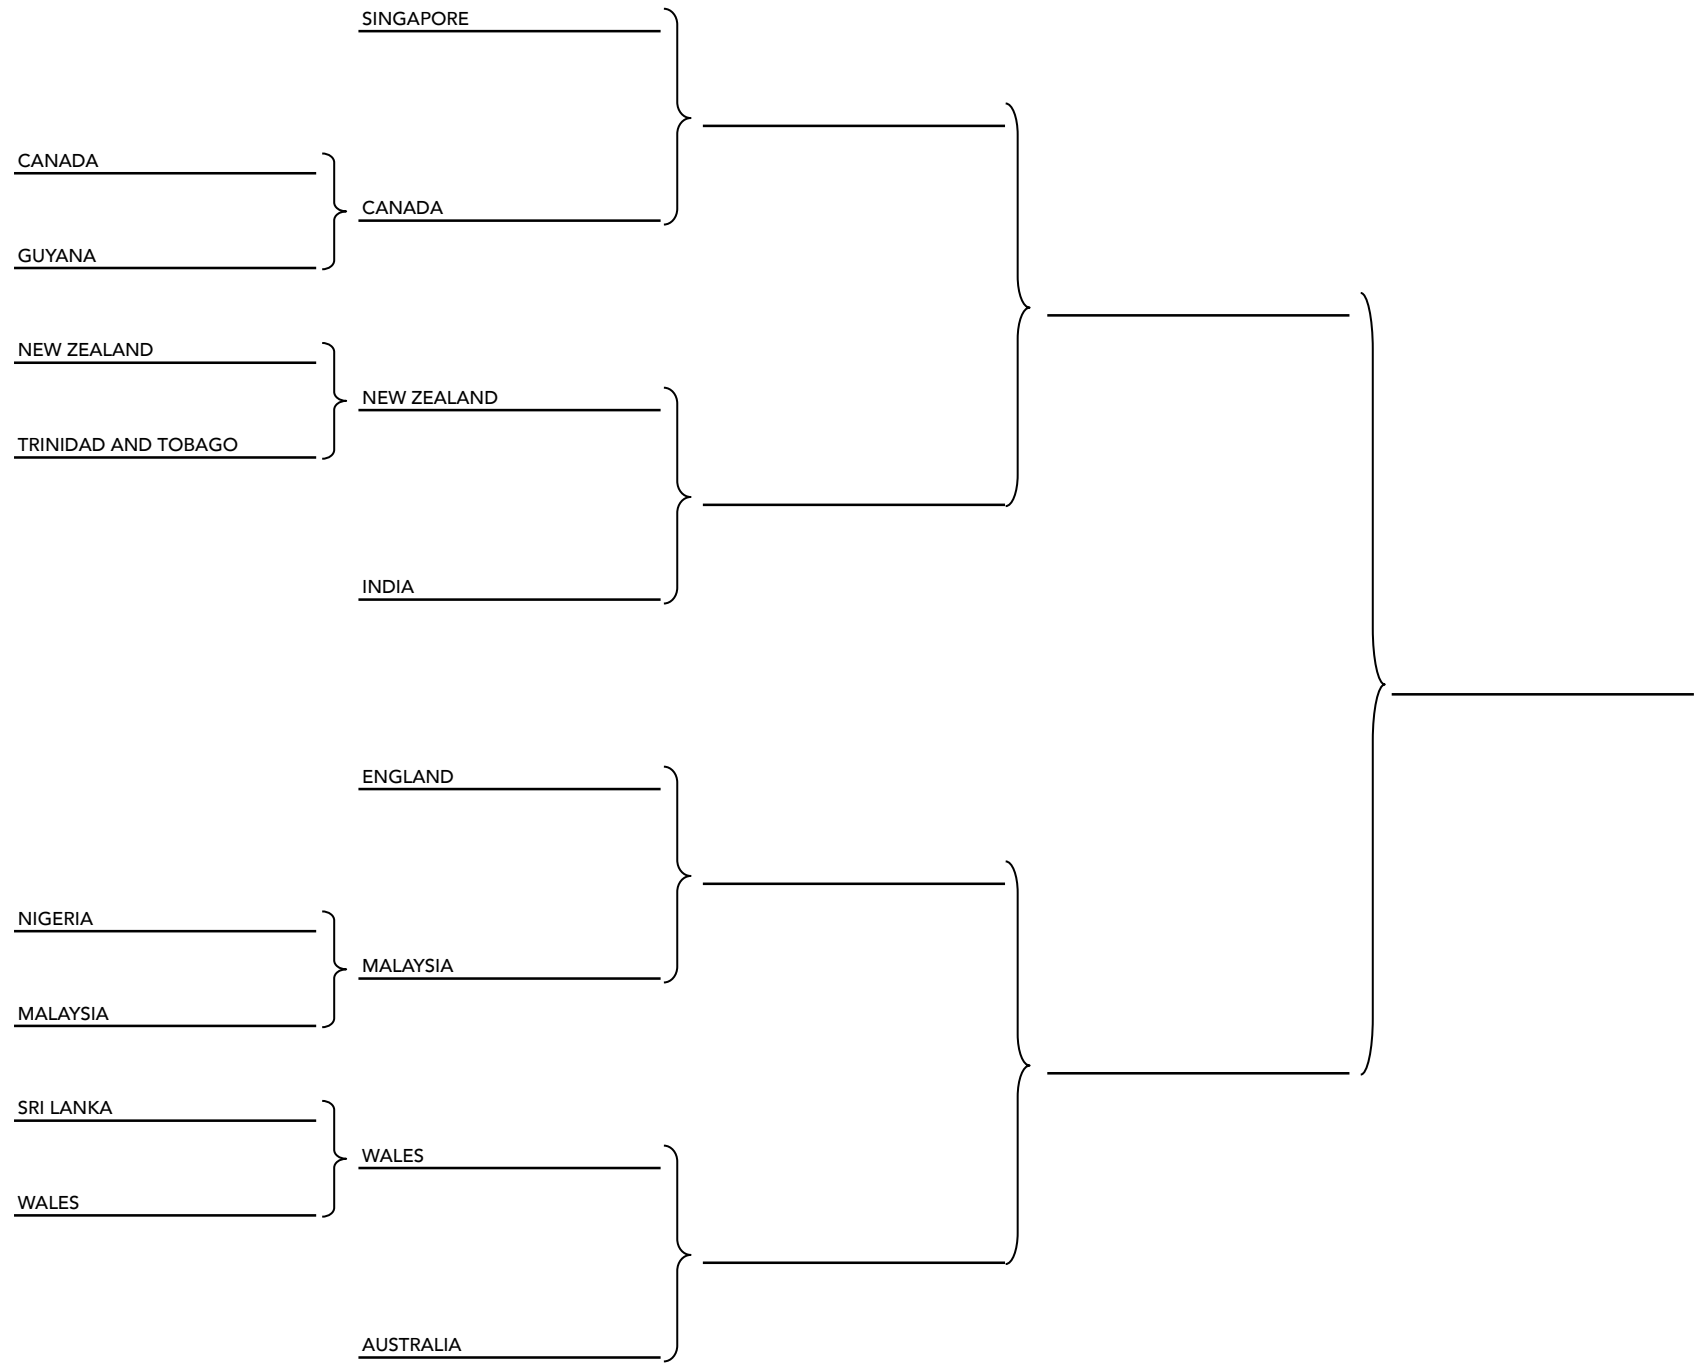 SINGAPORE
CANADA
CANADA
GUYANA
NEW ZEALAND
NEW ZEALAND
TRINIDAD AND TOBAGO
INDIA
ENGLAND
NIGERIA
MALAYSIA
MALAYSIA
SRI LANKA
WALES
WALES
AUSTRALIA